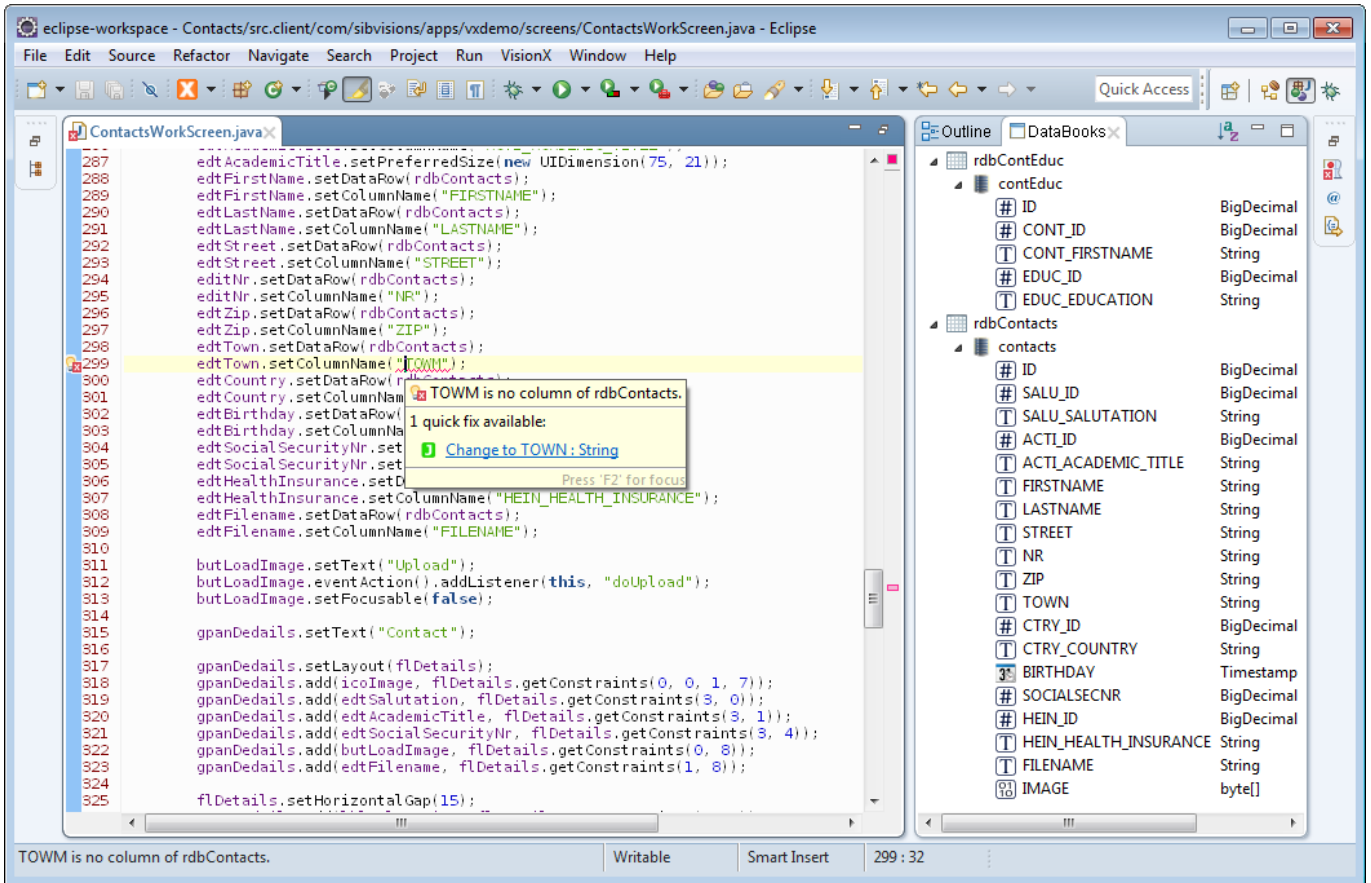 eclipse-workspace - Contacts/src.client/com/sibvisions/apps/vxdemo/screens/ContactsWorkScreen.java - Eclipse
File Edit Source Refactor Navigate Search Project Run VisionX Window Help
Quick Access
ContactsWorkScreen.java
287 edtAcademicTitle.setPreferredSize(new UIDimension(75, 21));
288 edtFirstName.setDataRow(rdbContacts);
289 edtFirstName.setColumnName("FIRSTNAME");
290 edtLastName.setDataRow(rdbContacts);
291 edtLastName.setColumnName("LASTNAME");
292 edtStreet.setDataRow(rdbContacts);
293 edtStreet.setColumnName("STREET");
294 editNr.setDataRow(rdbContacts);
295 editNr.setColumnName("NR");
296 edtZip.setDataRow(rdbContacts);
297 edtZip.setColumnName("ZIP");
298 edtTown.setDataRow(rdbContacts);
299 edtTown.setColumnName("TOWM");
300 edtCountry.setDataRow(rdbContacts);
301 edtCountry.setColumnNam
302 edtBirthday.setDataRow(
303 edtBirthday.setColumnNa
304 edtSocialSecurityNr.set
305 edtSocialSecurityNr.set
306 edtHealthInsurance.setD
307 edtHealthInsurance.setColumnName("HEIN_HEALTH_INSURANCE");
308 edtFilename.setDataRow(rdbContacts);
309 edtFilename.setColumnName("FILENAME");
310
311 butLoadImage.setText("Upload");
312 butLoadImage.eventAction().addListener(this, "doUpload");
313 butLoadImage.setFocusable(false);
314
315 gpanDedails.setText("Contact");
316
317 gpanDedails.setLayout(flDetails);
318 gpanDedails.add(icoImage, flDetails.getConstraints(0, 0, 1, 7));
319 gpanDedails.add(edtSalutation, flDetails.getConstraints(3, 0));
320 gpanDedails.add(edtAcademicTitle, flDetails.getConstraints(3, 1));
321 gpanDedails.add(edtSocialSecurityNr, flDetails.getConstraints(3, 4));
322 gpanDedails.add(butLoadImage, flDetails.getConstraints(0, 8));
323 gpanDedails.add(edtFilename, flDetails.getConstraints(1, 8));
324
325 flDetails.setHorizontalGap(15);
TOWM is no column of rdbContacts.
1 quick fix available:
Change to TOWN : String
Press 'F2' for focus
Outline DataBooks
rdbContEduc
contEduc
ID BigDecimal
CONT_ID BigDecimal
CONT_FIRSTNAME String
EDUC_ID BigDecimal
EDUC_EDUCATION String
rdbContacts
contacts
ID BigDecimal
SALU_ID BigDecimal
SALU_SALUTATION String
ACTI_ID BigDecimal
ACTI_ACADEMIC_TITLE String
FIRSTNAME String
LASTNAME String
STREET String
NR String
ZIP String
TOWN String
CTRY_ID BigDecimal
CTRY_COUNTRY String
BIRTHDAY Timestamp
SOCIALSECNR BigDecimal
HEIN_ID BigDecimal
HEIN_HEALTH_INSURANCE String
FILENAME String
IMAGE byte[]
TOWM is no column of rdbContacts. Writable Smart Insert 299 : 32